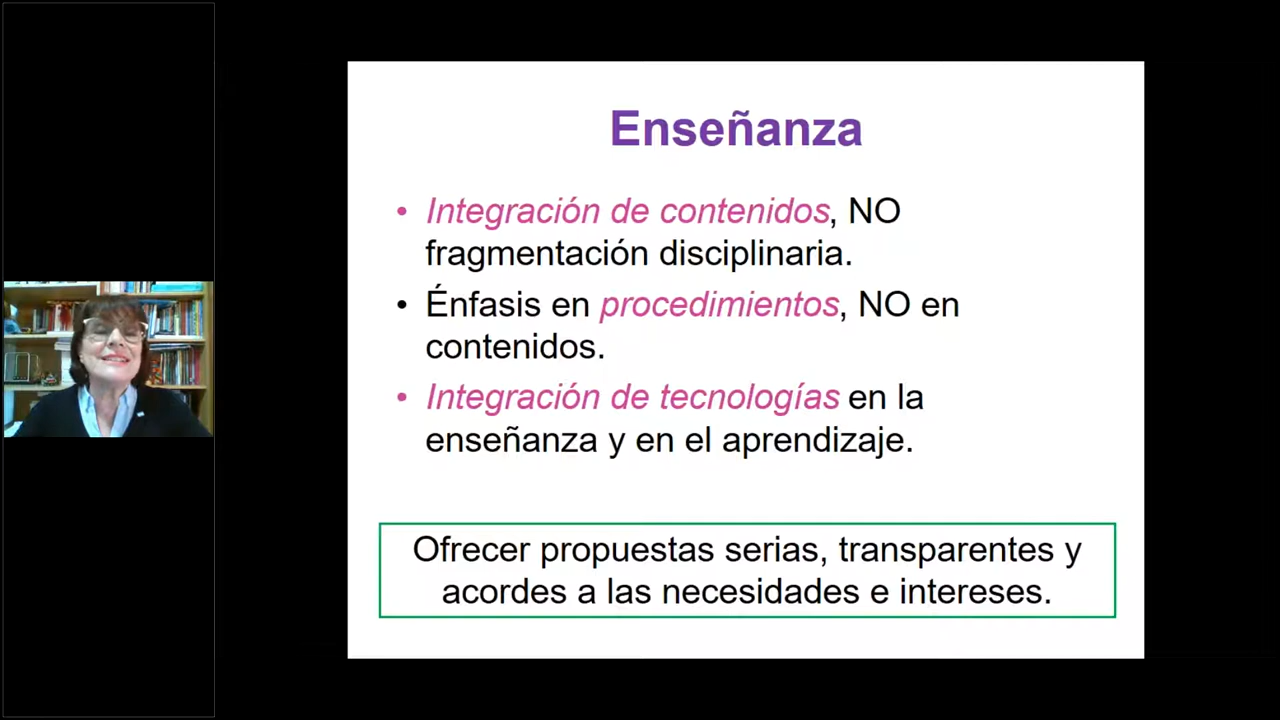 Enseñanza
• Integración de contenidos, NO
fragmentación disciplinaria.
• Énfasis en procedimientos, NO en
contenidos.
• Integración de tecnologías en la
enseñanza y en el aprendizaje.
Ofrecer propuestas serias, transparentes y
acordes a las necesidades e intereses.